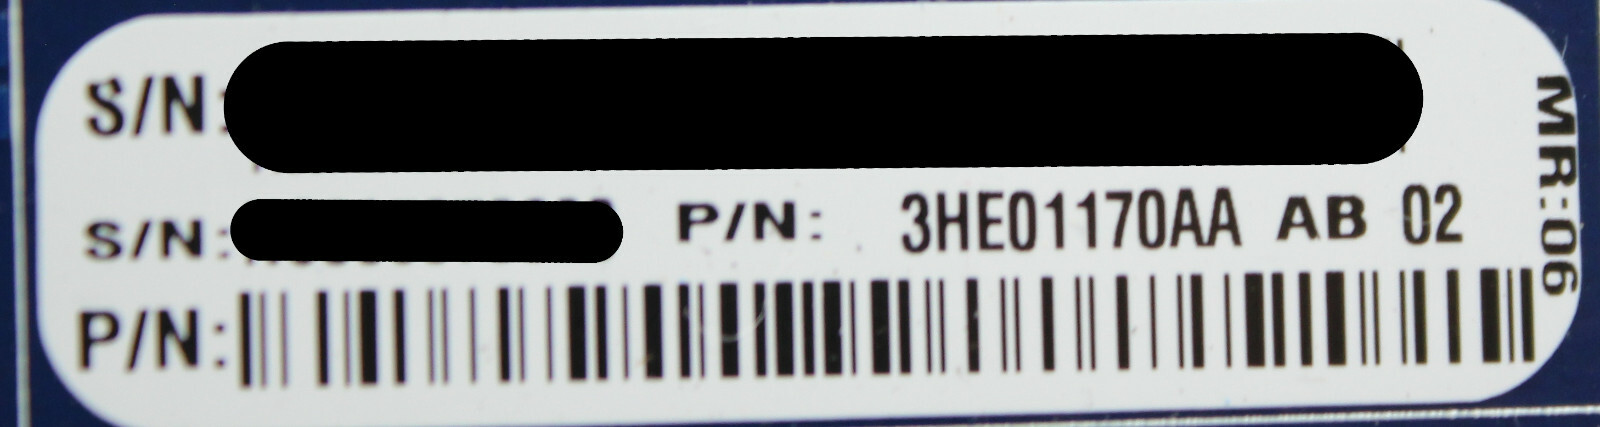 S/N:
S/N: P/N: 3HE01170AA AB 02
P/N:
MR:06